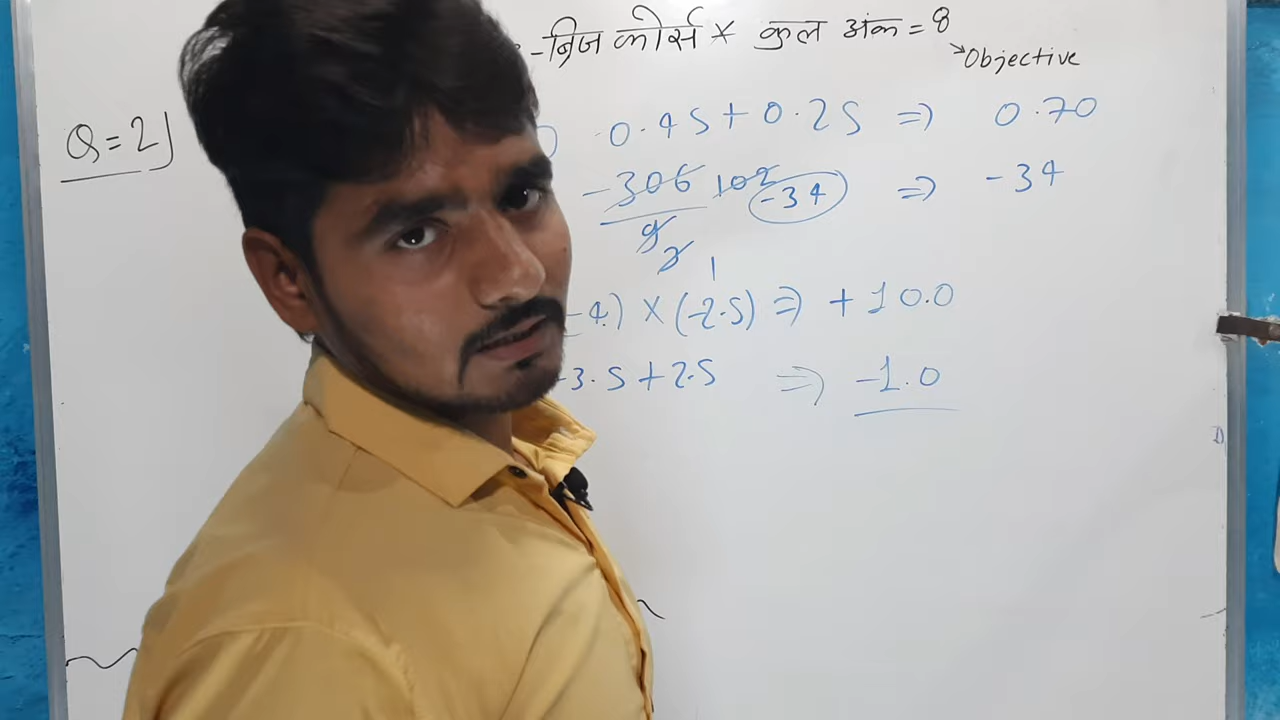 -ब्रिज कोर्स * कुल अंक = 8
→Objective
Q=2)
0.45+0.25 ⇒ 0.70
-306 102 -34 ⇒ -34
9
3 1
-4) × (-2.5) ⇒ +10.0
-3.5+2.5 ⇒ -1.0